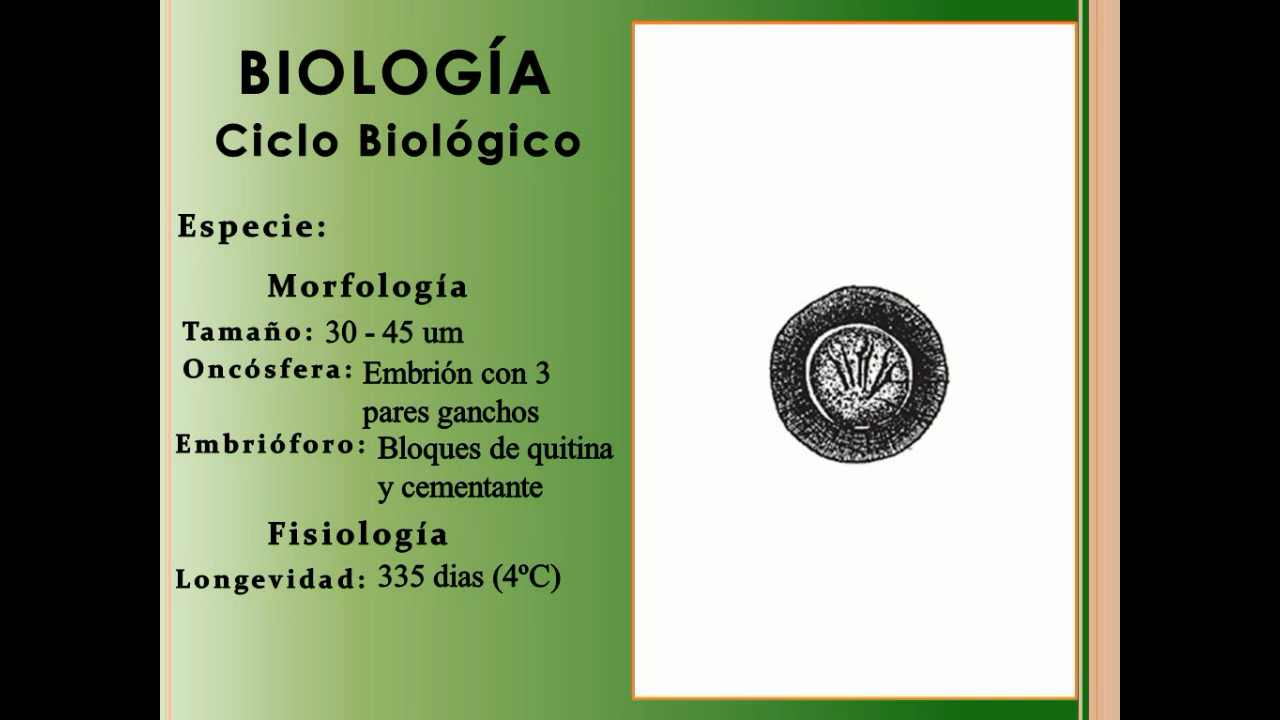 BIOLOGÍA
Ciclo Biológico
Especie:
Morfología
Tamaño: 30 - 45 um
Oncósfera: Embrión con 3
pares ganchos
Embrióforo: Bloques de quitina
y cementante
Fisiología
Longevidad: 335 dias (4ºC)